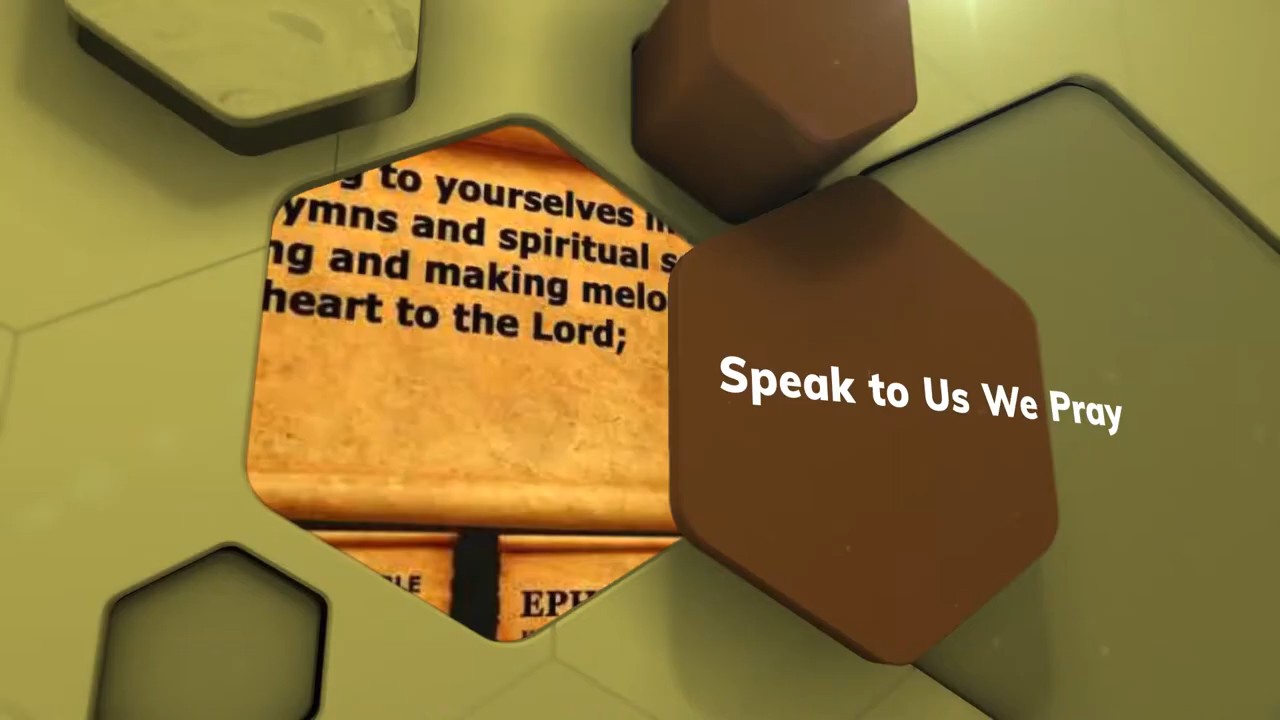 to yourselves
ymns and spiritual
ng and making melo
heart to the Lord;
Speak to Us We Pray
EPH